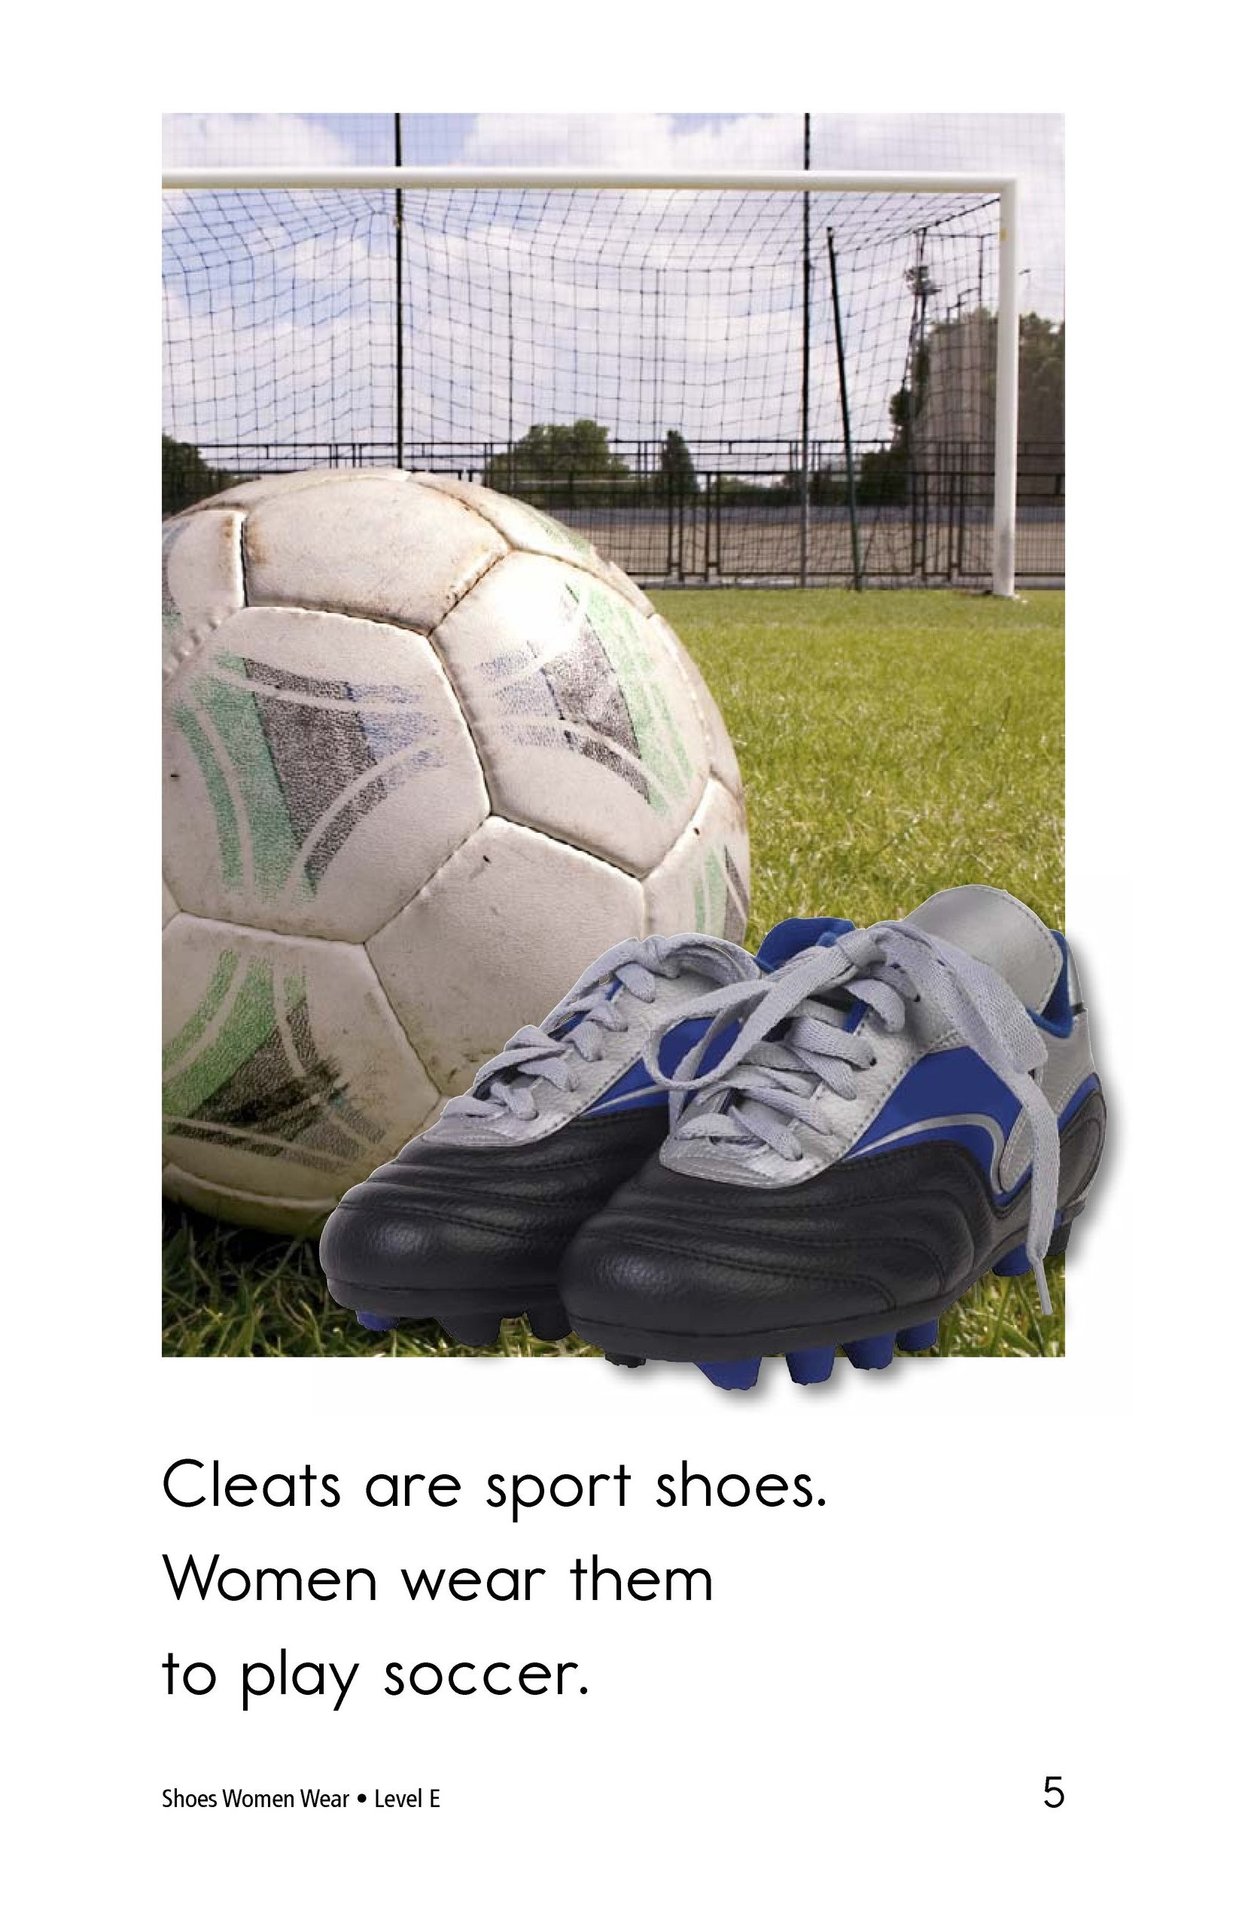 Cleats are sport shoes.
Women wear them
to play soccer.
Shoes Women Wear • Level E
5